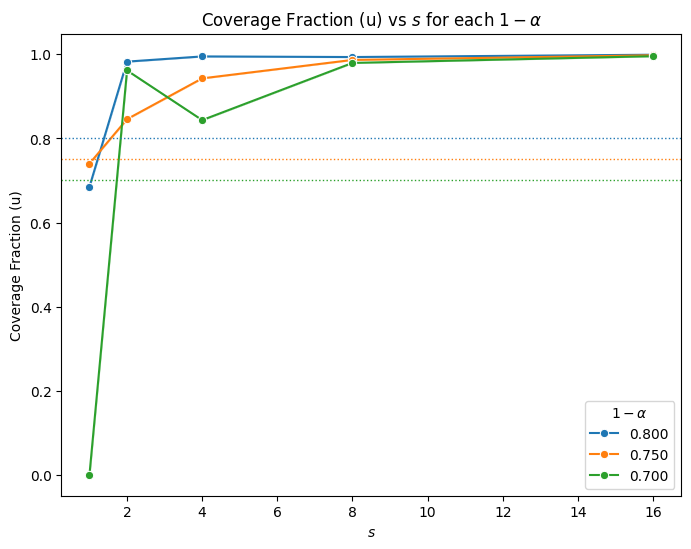 Coverage Fraction (u) vs s for each 1 − α
Coverage Fraction (u)
1.0
0.8
0.6
0.4
0.2
0.0
2 4 6 8 10 12 14 16
s
1 − α
0.800
0.750
0.700